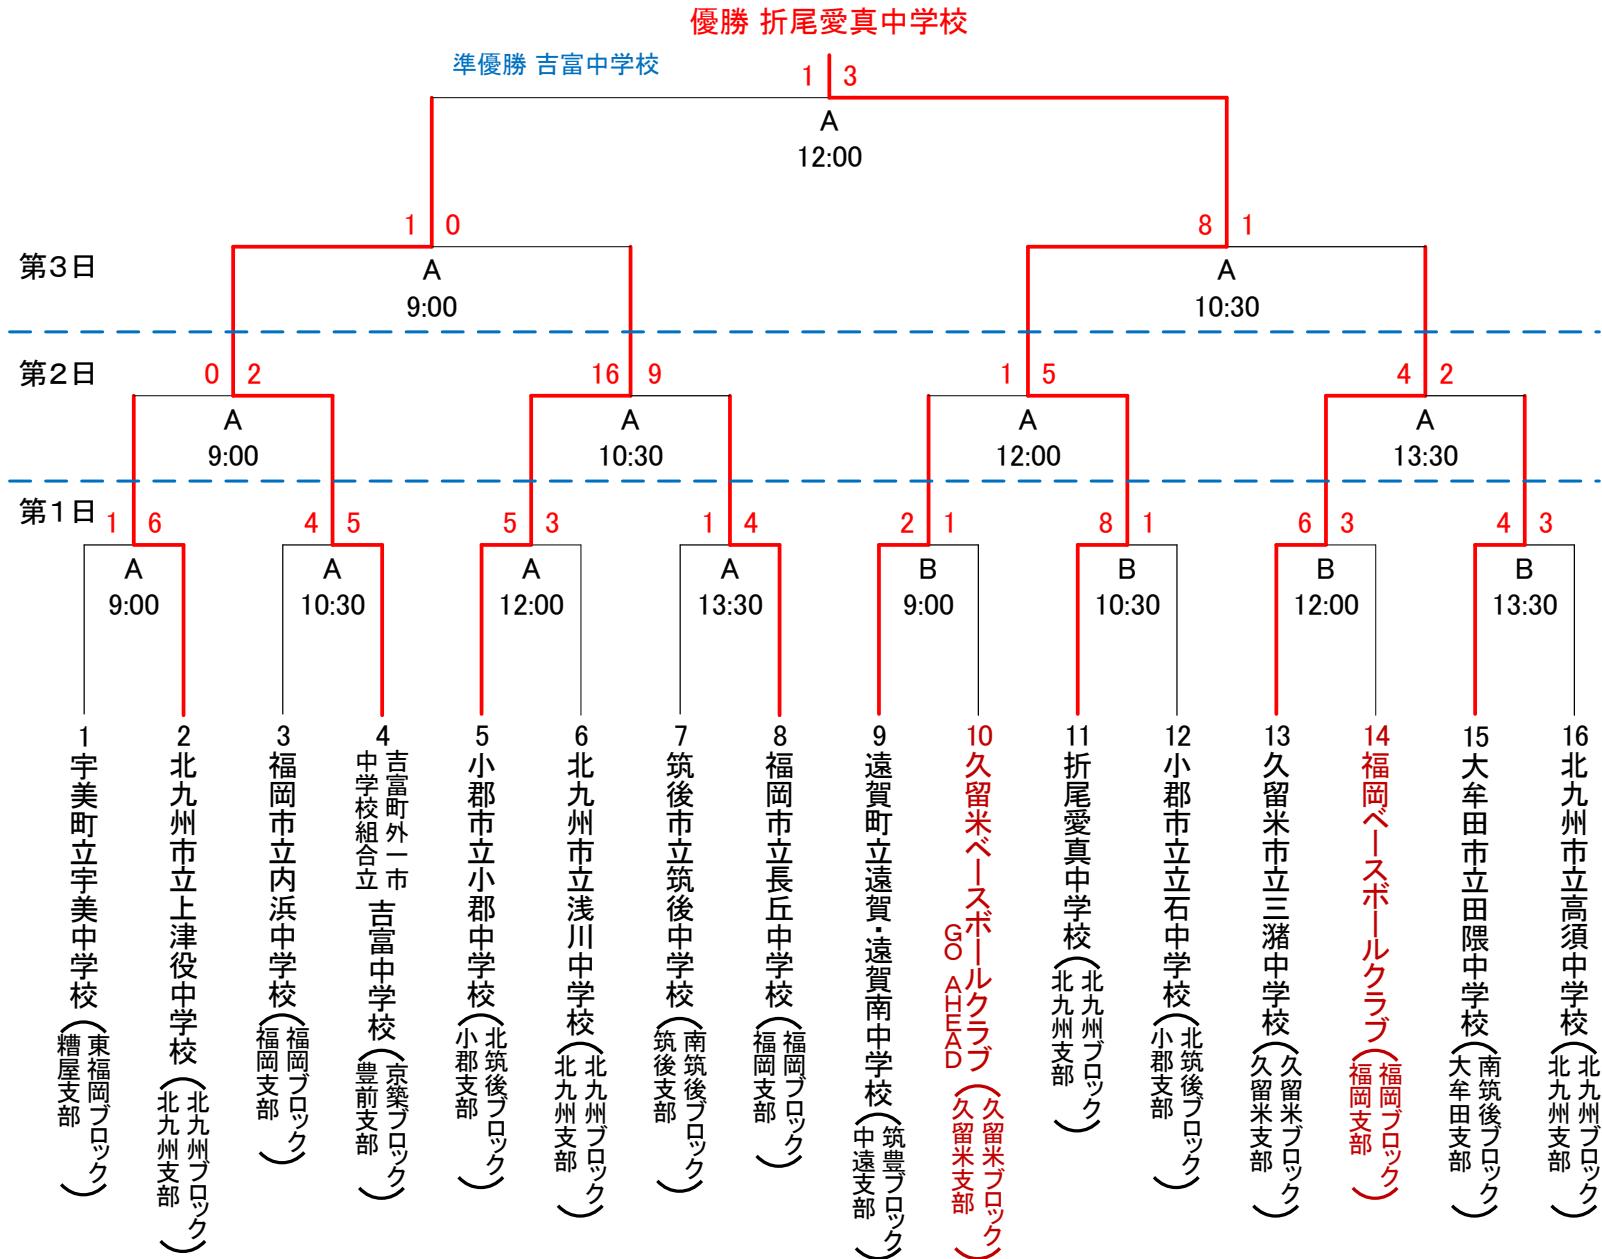 優勝 折尾愛真中学校
準優勝 吉富中学校
1 3
A
12:00
1 0
8 1
第3日
A
9:00
A
10:30
第2日
0 2
16 9
1 5
4 2
A
9:00
A
10:30
A
12:00
A
13:30
第1日
1 6
4 5
5 3
1 4
2 1
8 1
6 3
4 3
A
9:00
A
10:30
A
12:00
A
13:30
B
9:00
B
10:30
B
12:00
B
13:30
1
宇美町立宇美中学校
(東福岡ブロック
糟屋支部)
2
北九州市立上津役中学校
(北九州ブロック
北九州支部)
3
福岡市立内浜中学校
(福岡ブロック
福岡支部)
4
吉富町外一市
中学校組合立
吉富中学校
(京築ブロック
豊前支部)
5
小郡市立小郡中学校
(北筑後ブロック
小郡支部)
6
北九州市立浅川中学校
(北九州ブロック
北九州支部)
7
筑後市立筑後中学校
(南筑後ブロック
筑後支部)
8
福岡市立長丘中学校
(福岡ブロック
福岡支部)
9
遠賀町立遠賀・遠賀南中学校
(筑豊ブロック
中遠支部)
10
久留米ベースボールクラブ
GO AHEAD
(久留米ブロック
久留米支部)
11
折尾愛真中学校
(北九州ブロック
北九州支部)
12
小郡市立立石中学校
(北筑後ブロック
小郡支部)
13
久留米市立三潴中学校
(久留米ブロック
久留米支部)
14
福岡ベースボールクラブ
(福岡ブロック
福岡支部)
15
大牟田市立田隈中学校
(南筑後ブロック
大牟田支部)
16
北九州市立高須中学校
(北九州ブロック
北九州支部)